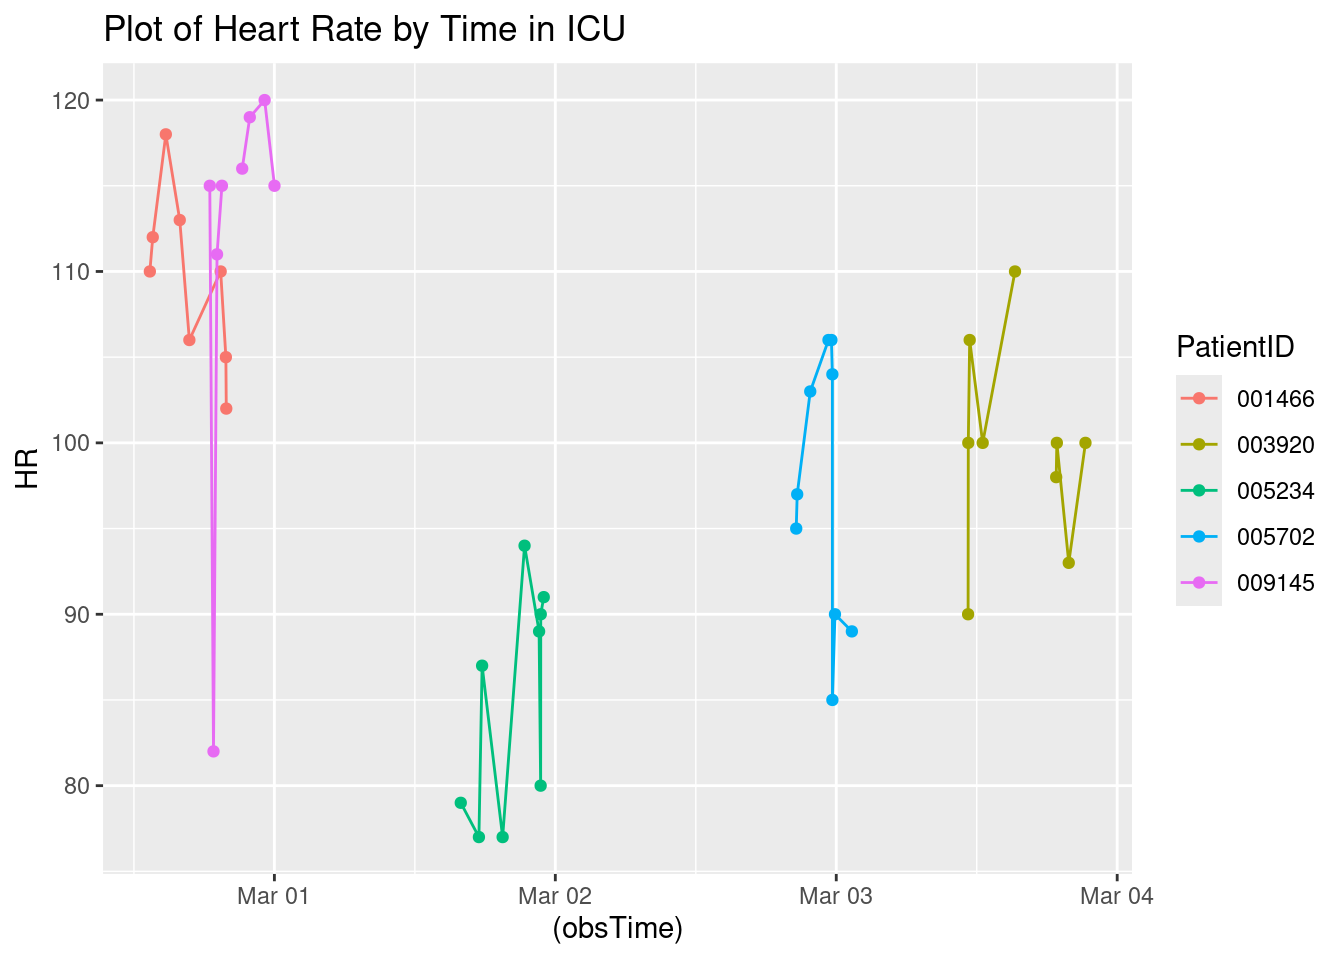 Plot of Heart Rate by Time in ICU
120
110
100
90
80
HR
Mar 01
Mar 02
Mar 03
Mar 04
(obsTime)
PatientID
001466
003920
005234
005702
009145